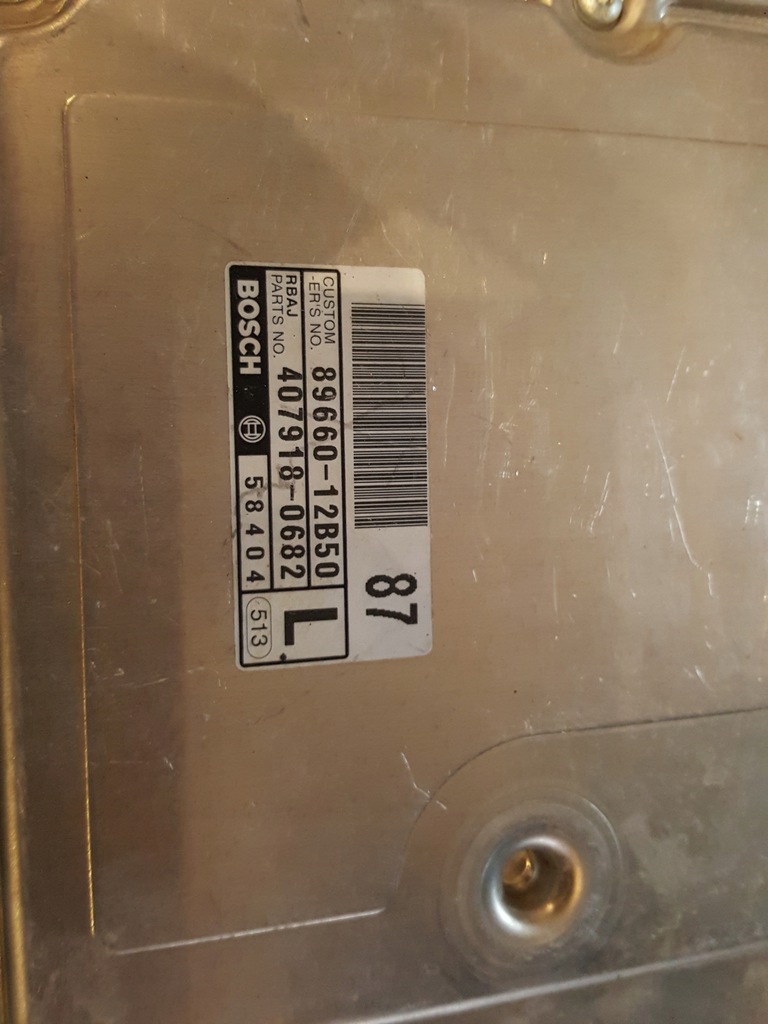 87
CUSTOM
-ER'S NO. 89660-12B50
RBAJ
PARTS NO. 407918-0682
L
BOSCH 58404
513